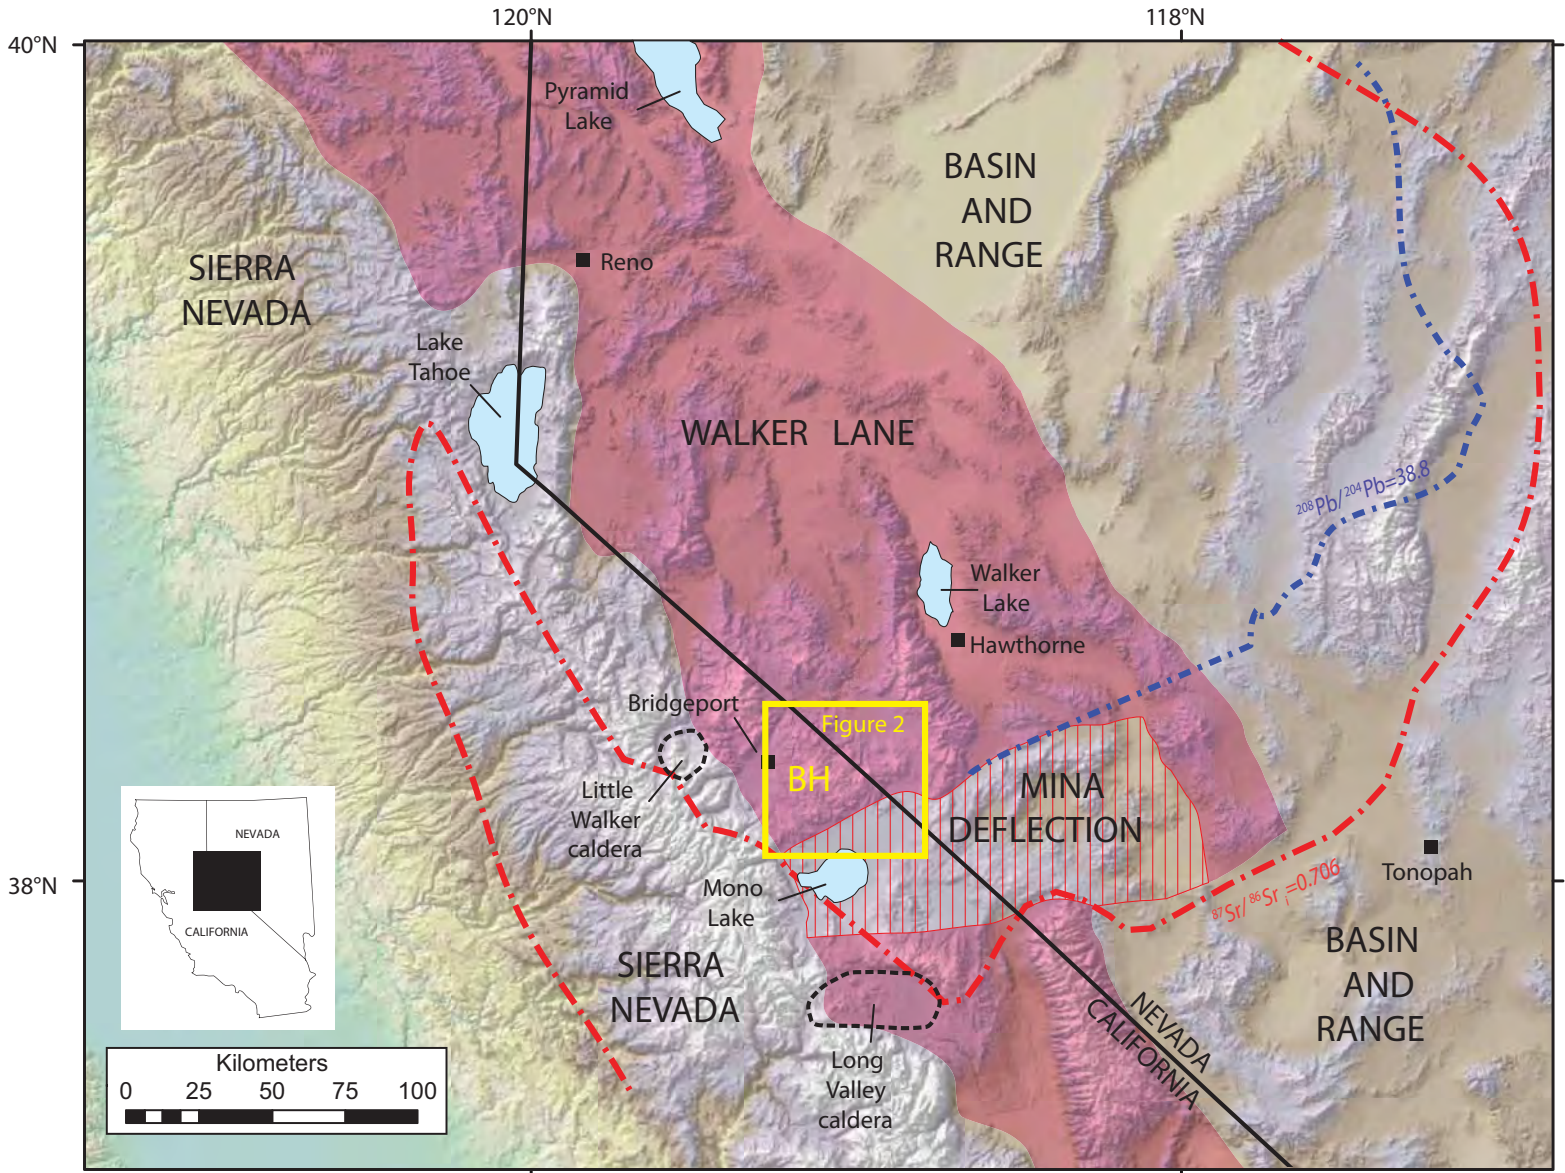 120°N
118°N
40°N
Pyramid
Lake
BASIN
AND
RANGE
SIERRA
NEVADA
Reno
Lake
Tahoe
WALKER LANE
208Pb/204Pb=38.8
Walker
Lake
Hawthorne
Bridgeport
Figure 2
BH
MINA
DEFLECTION
Little
Walker
caldera
NEVADA
CALIFORNIA
38°N
Mono
Lake
Tonopah
87Sr/86Sri=0.706
SIERRA
NEVADA
BASIN
AND
RANGE
NEVADA
CALIFORNIA
Long
Valley
caldera
Kilometers
0 25 50 75 100